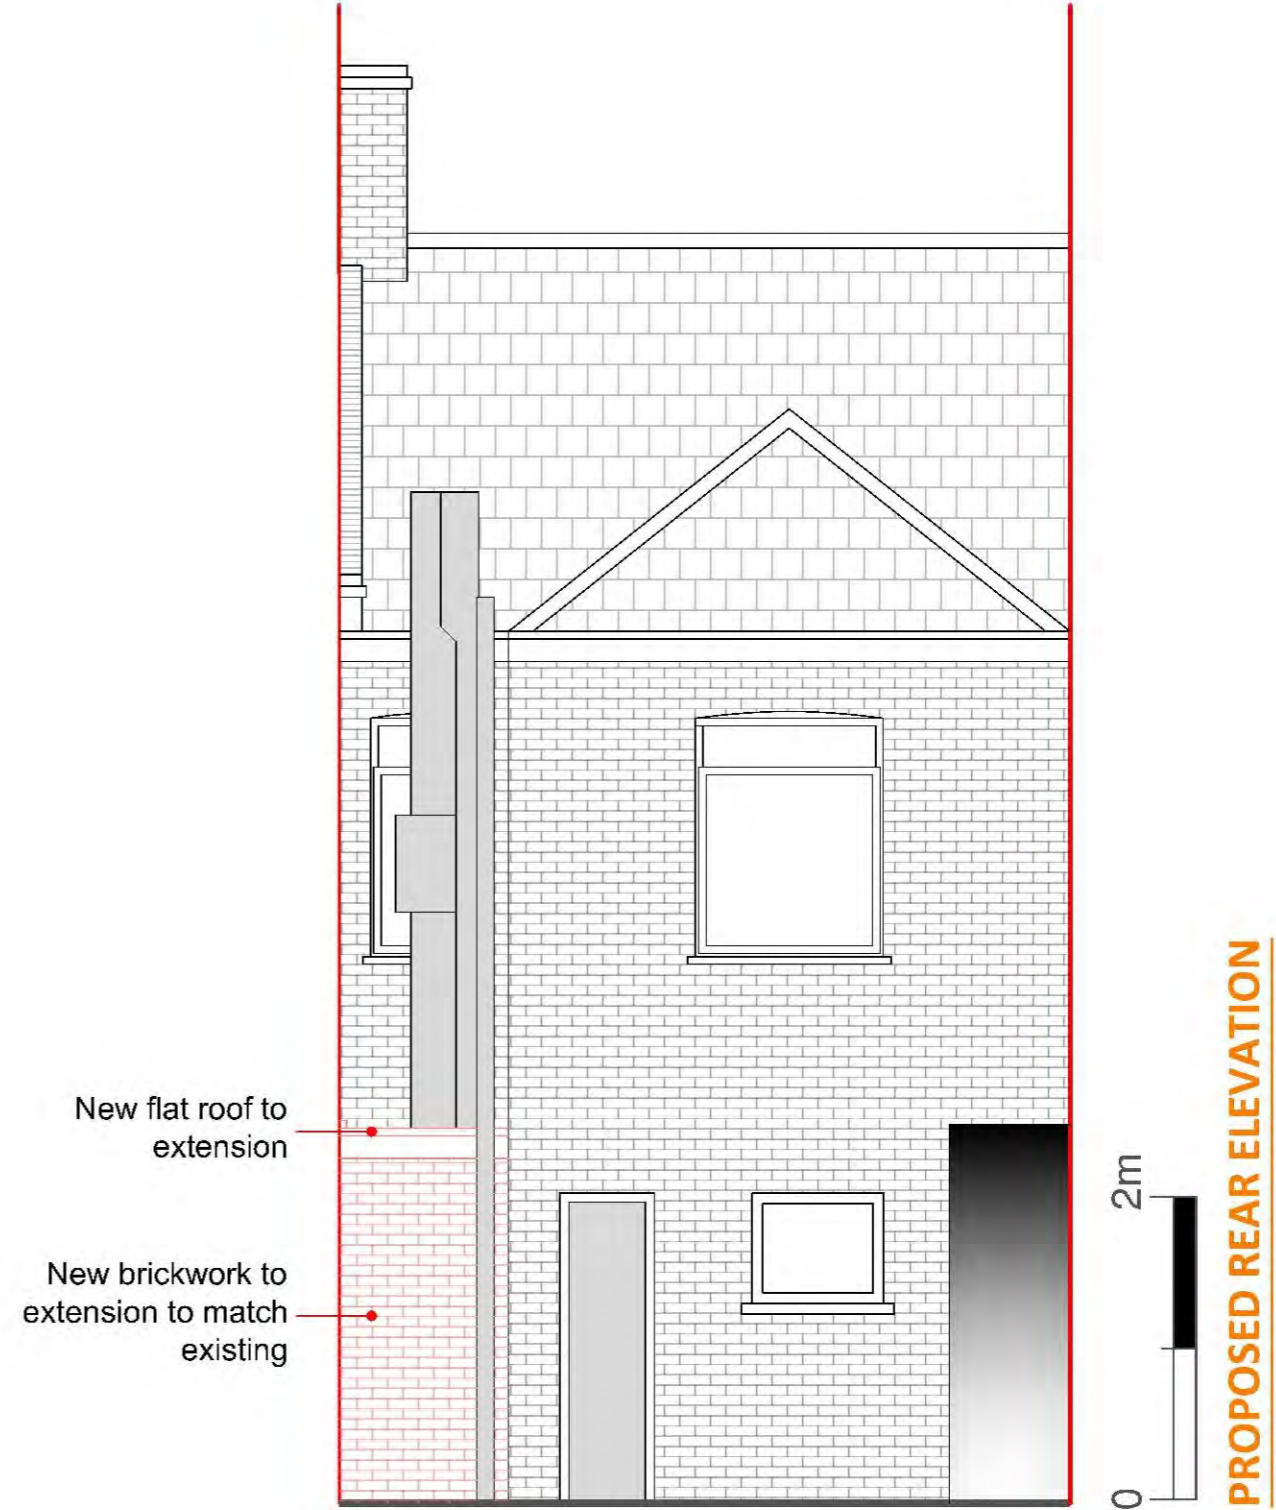 New flat roof to
extension
New brickwork to
extension to match
existing
2m
0
PROPOSED REAR ELEVATION